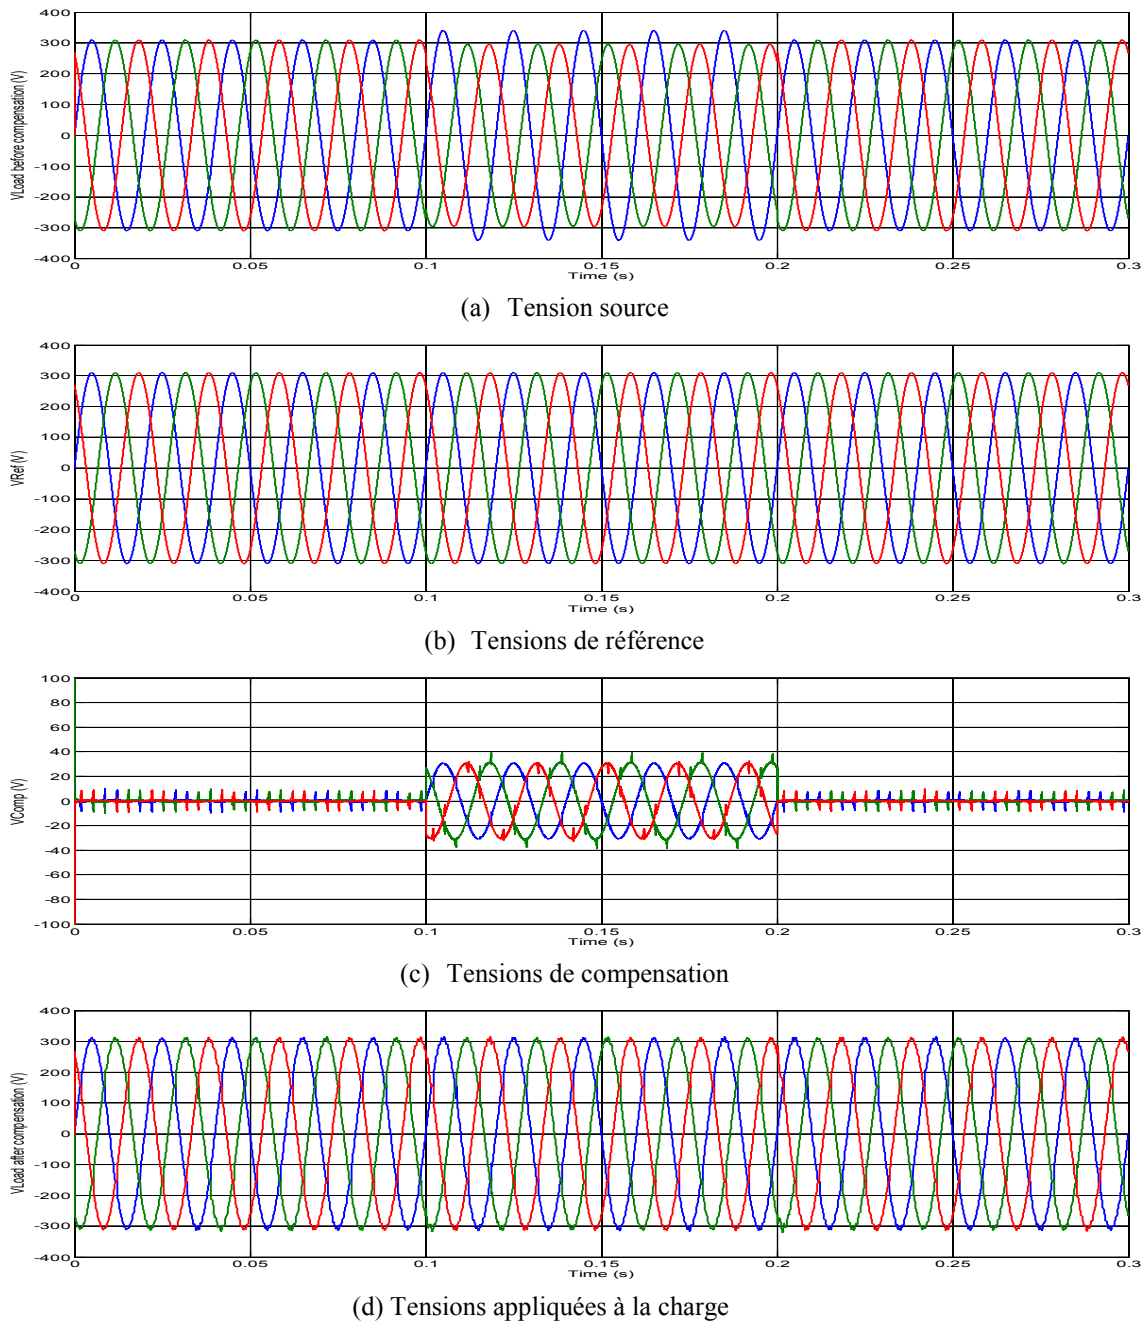 400
300
200
100
0
-100
-200
-300
-400
VLoad before compensation (V)
0 0.05 0.1 0.15 0.2 0.25 0.3
Time (s)
(a) Tension source
400
300
200
100
0
-100
-200
-300
-400
VRef (V)
0 0.05 0.1 0.15 0.2 0.25 0.3
Time (s)
(b) Tensions de référence
100
80
60
40
20
0
-20
-40
-60
-80
-100
VComp (V)
0 0.05 0.1 0.15 0.2 0.25 0.3
Time (s)
(c) Tensions de compensation
400
300
200
100
0
-100
-200
-300
-400
VLoad after compensation (V)
0 0.05 0.1 0.15 0.2 0.25 0.3
Time (s)
(d) Tensions appliquées à la charge